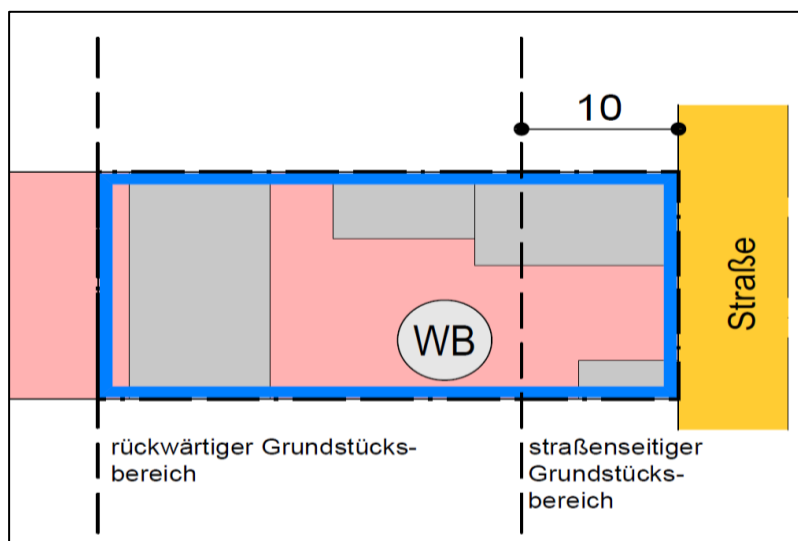 10
Straße
WB
rückwärtiger Grundstücks-
bereich
straßenseitiger
Grundstücks-
bereich